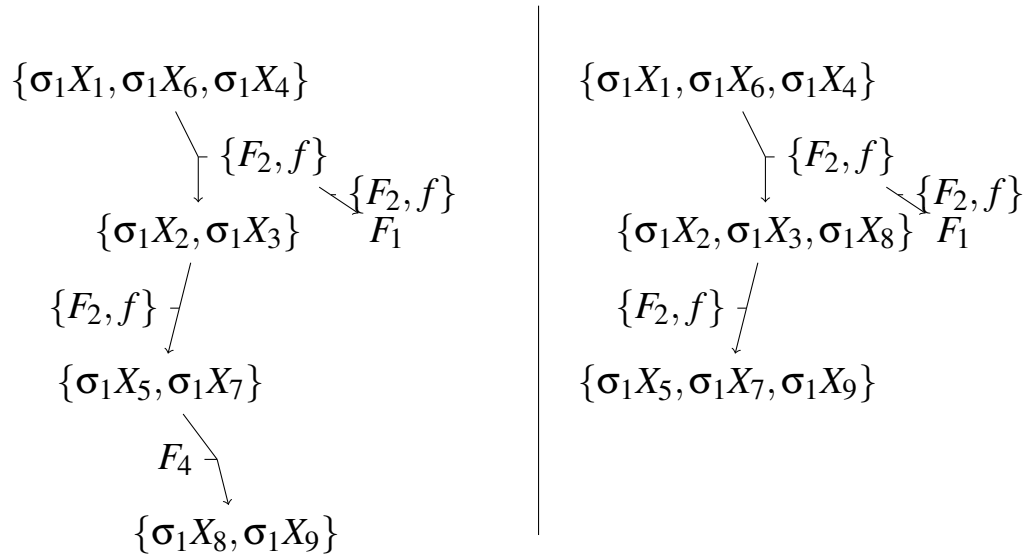 {σ₁X₁, σ₁X₆, σ₁X₄}
{F₂, f}
{F₂, f}
{σ₁X₂, σ₁X₃}
F₁
{F₂, f}
{σ₁X₅, σ₁X₇}
F₄
{σ₁X₈, σ₁X₉}
{σ₁X₁, σ₁X₆, σ₁X₄}
{F₂, f}
{F₂, f}
{σ₁X₂, σ₁X₃, σ₁X₈}
F₁
{F₂, f}
{σ₁X₅, σ₁X₇, σ₁X₉}